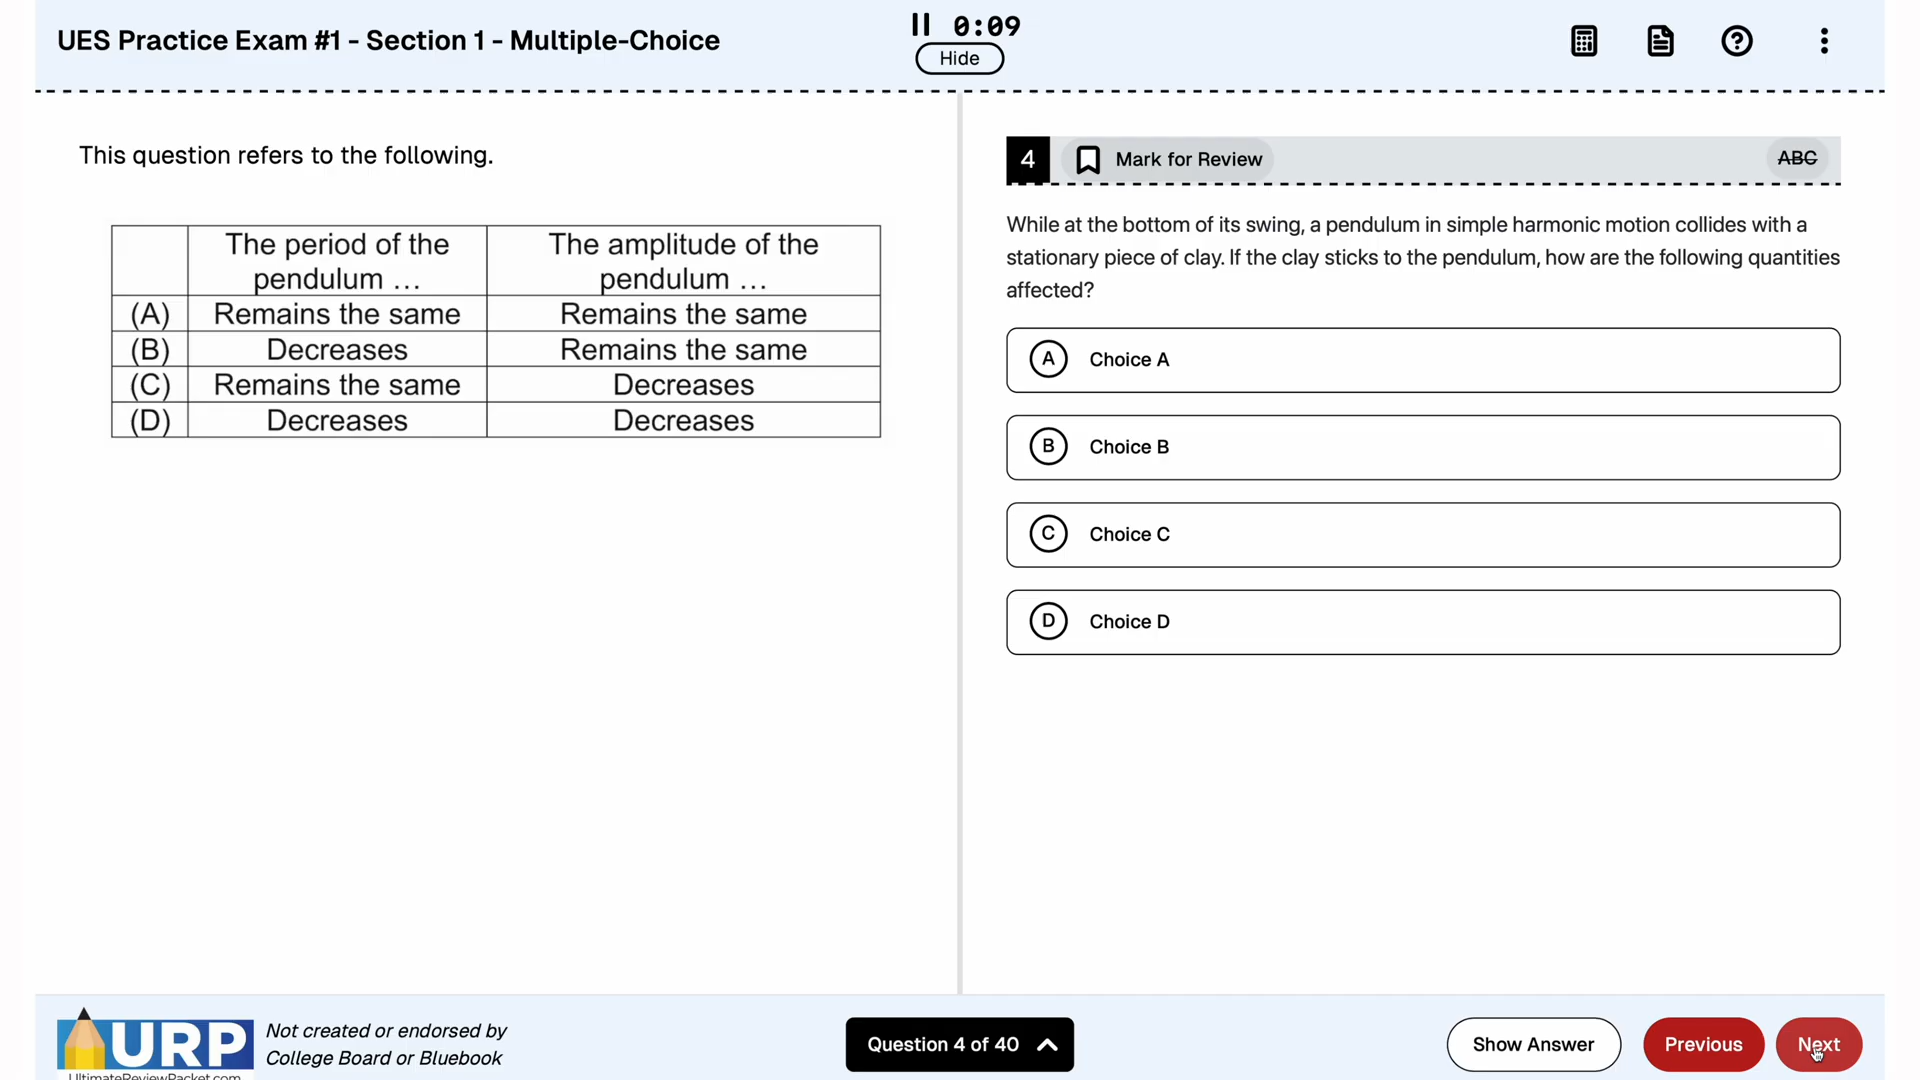 UES Practice Exam #1 - Section 1 - Multiple-Choice
0:09
Hide
This question refers to the following.
The period of the pendulum … The amplitude of the pendulum …
(A) Remains the same Remains the same
(B) Decreases Remains the same
(C) Remains the same Decreases
(D) Decreases Decreases
4 Mark for Review ABC
While at the bottom of its swing, a pendulum in simple harmonic motion collides with a
stationary piece of clay. If the clay sticks to the pendulum, how are the following quantities
affected?
A Choice A
B Choice B
C Choice C
D Choice D
URP
UltimateReviewPacket.com
Not created or endorsed by
College Board or Bluebook
Question 4 of 40
Show Answer
Previous
Next